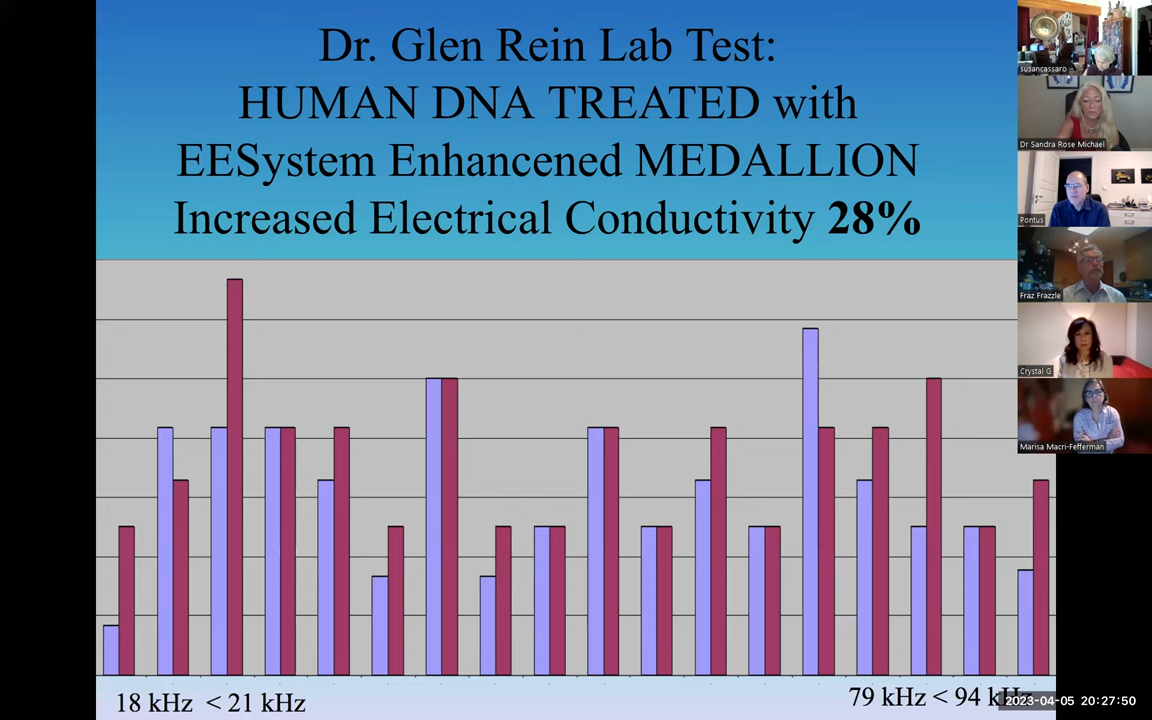 Dr. Glen Rein Lab Test:
HUMAN DNA TREATED with
EESystem Enhancened MEDALLION
Increased Electrical Conductivity 28%
susancassaro
Dr Sandra Rose Michael
Pontus
Fraz Frazzle
Crystal G
Marisa Macri-Fefferman
18 kHz < 21 kHz
79 kHz < 94 kHz
2023-04-05 20:27:50